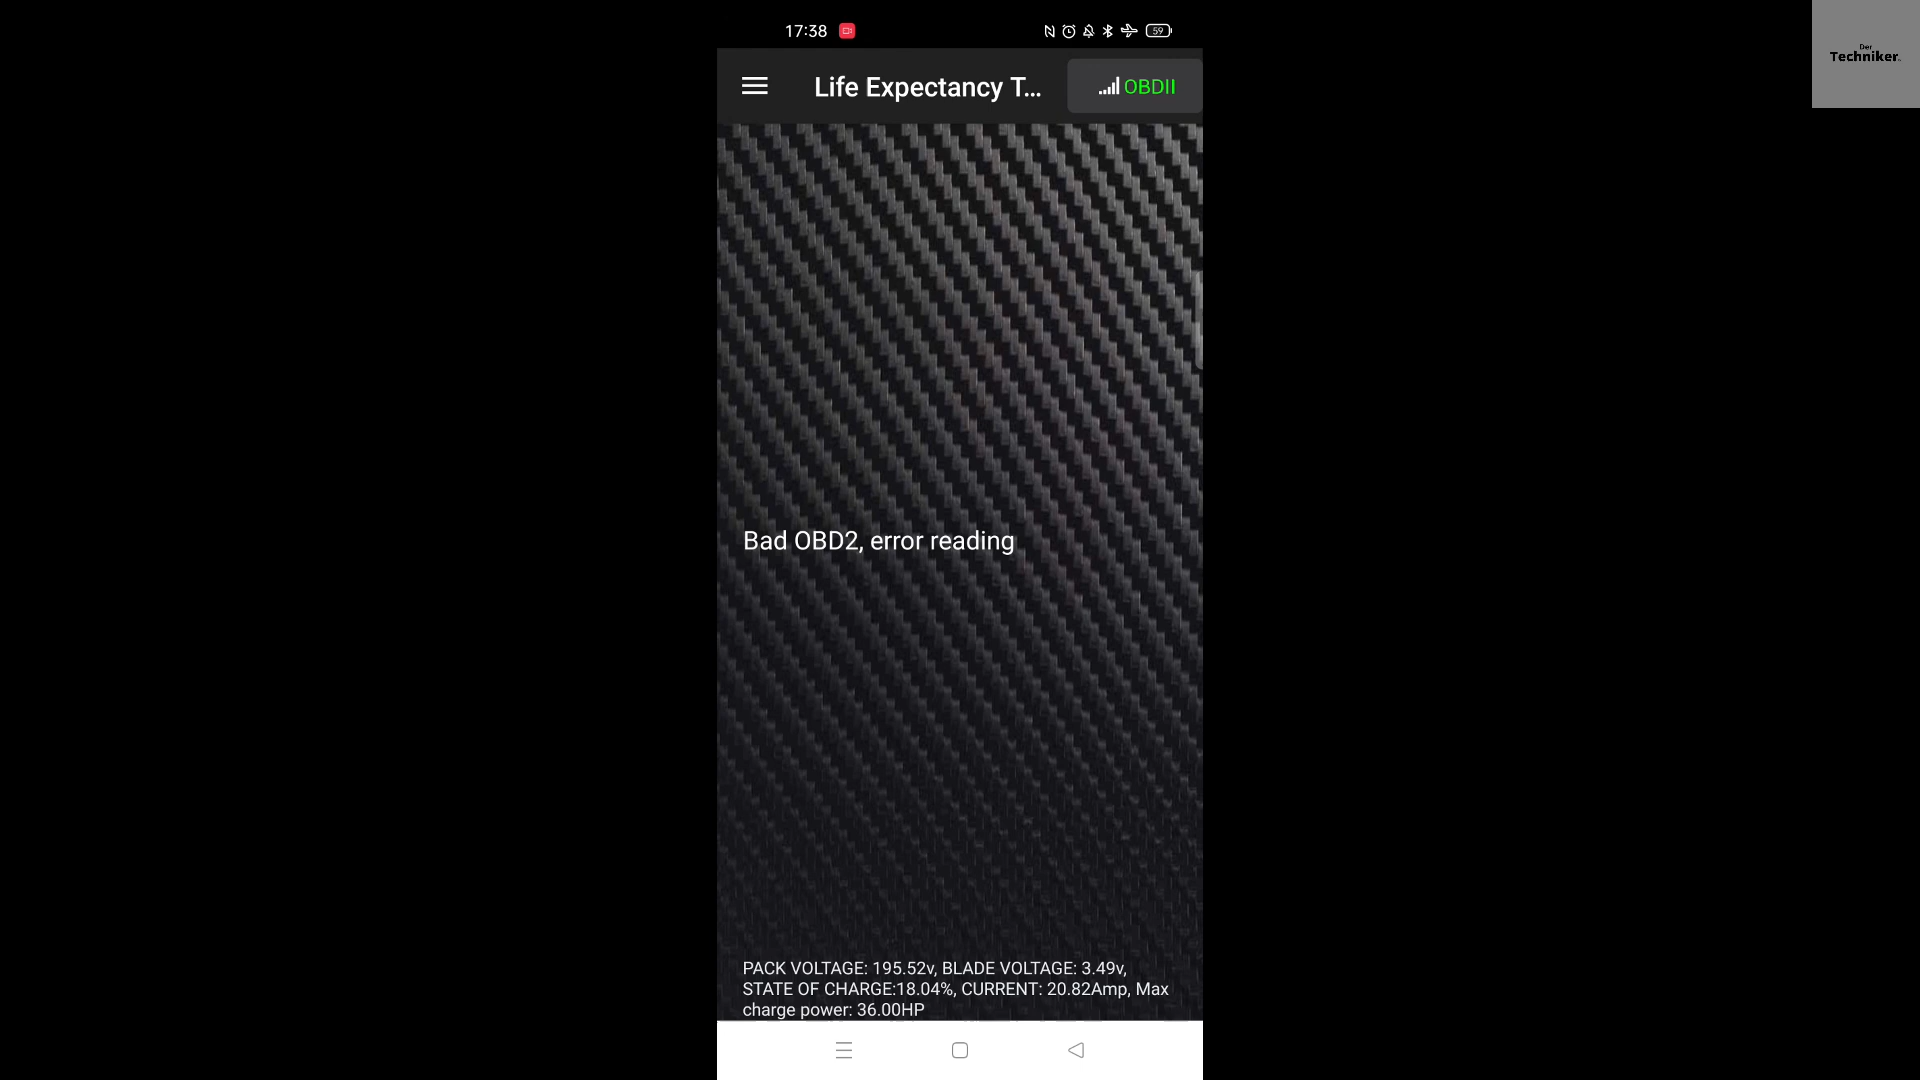 17:38
59
Life Expectancy T...
OBDII
Der
Techniker.
Bad OBD2, error reading
PACK VOLTAGE: 195.52v, BLADE VOLTAGE: 3.49v,
STATE OF CHARGE:18.04%, CURRENT: 20.82Amp, Max
charge power: 36.00HP